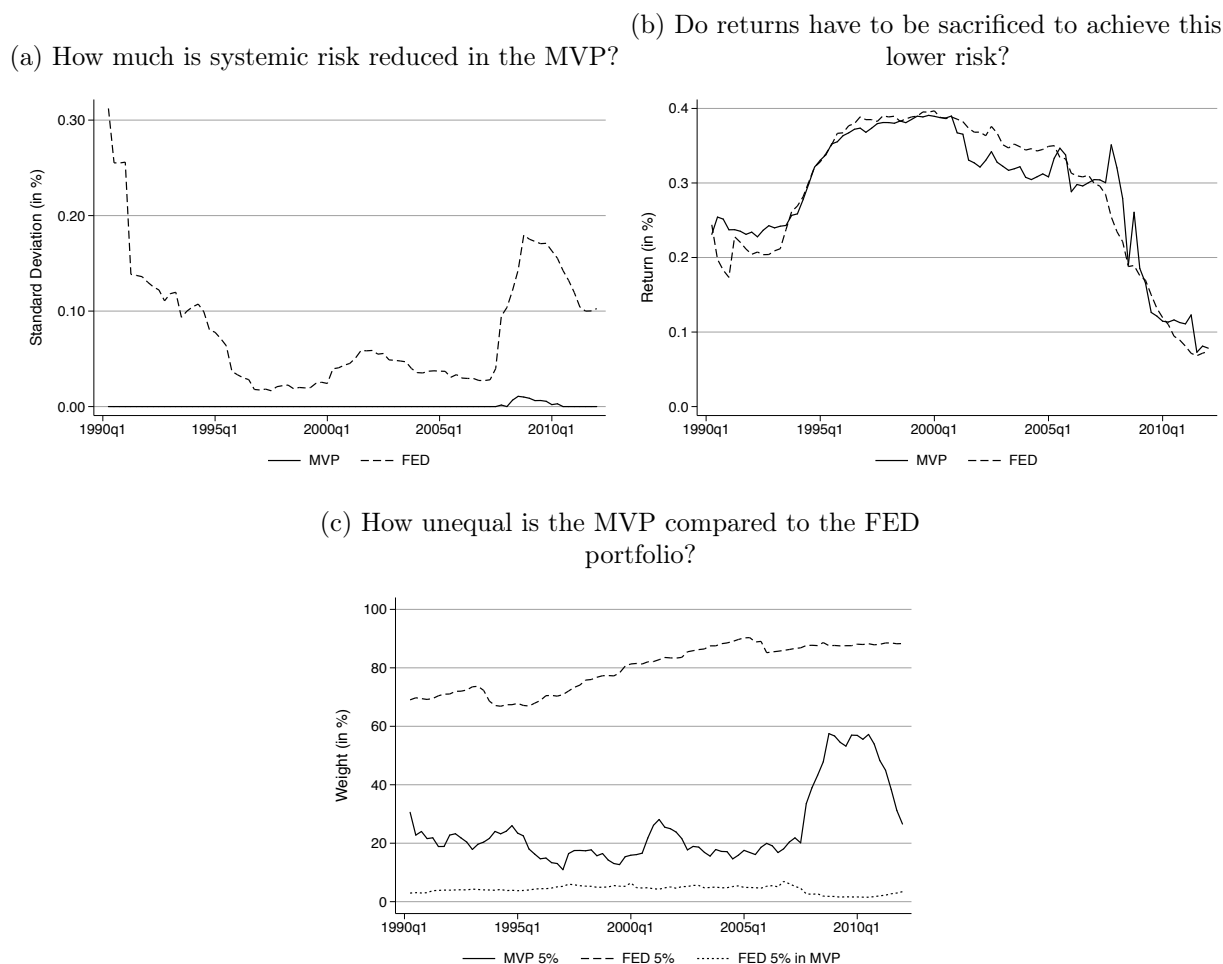 (a) How much is systemic risk reduced in the MVP?
Standard Deviation (in %)
0.30
0.20
0.10
0.00
1990q1 1995q1 2000q1 2005q1 2010q1
MVP FED
(b) Do returns have to be sacrificed to achieve this
lower risk?
Return (in %)
0.4
0.3
0.2
0.1
0.0
1990q1 1995q1 2000q1 2005q1 2010q1
MVP FED
(c) How unequal is the MVP compared to the FED
portfolio?
Weight (in %)
100
80
60
40
20
0
1990q1 1995q1 2000q1 2005q1 2010q1
MVP 5% FED 5% FED 5% in MVP